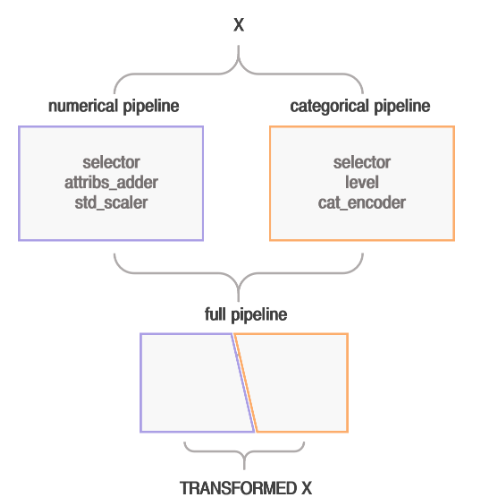 X
numerical pipeline
categorical pipeline
selector
attribs_adder
std_scaler
selector
level
cat_encoder
full pipeline
TRANSFORMED X